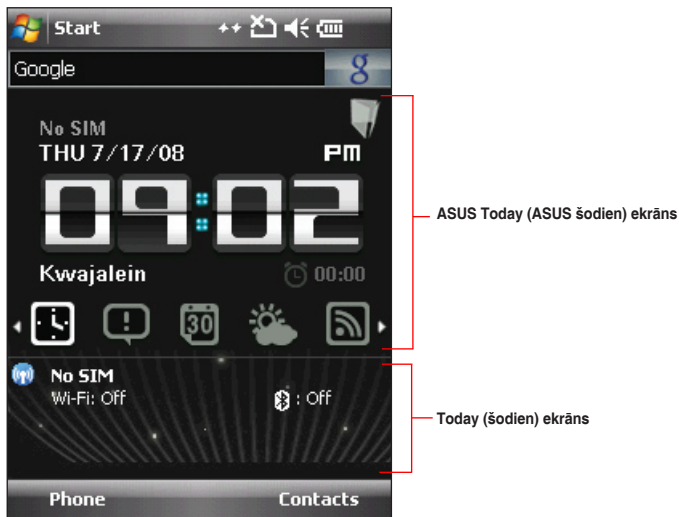 Start
Google
g
No SIM
THU 7/17/08 PM
09:02
Kwajalein 00:00
30
No SIM
Wi-Fi: Off : Off
Phone Contacts
ASUS Today (ASUS šodien) ekrāns
Today (šodien) ekrāns